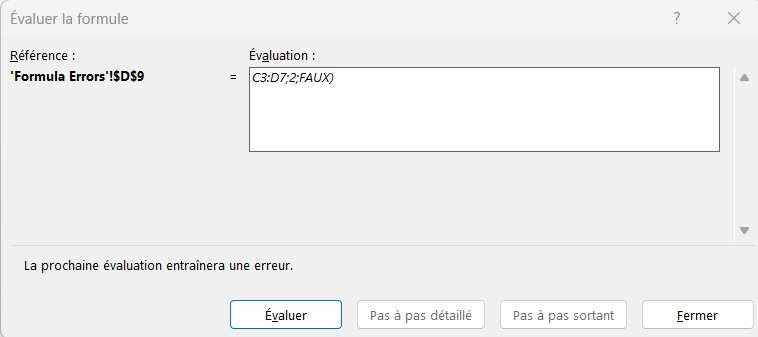 Évaluer la formule
?
Référence :
Évaluation :
'Formula Errors'!$D$9
=
C3:D7;2;FAUX)
La prochaine évaluation entraînera une erreur.
Évaluer
Pas à pas détaillé
Pas à pas sortant
Fermer